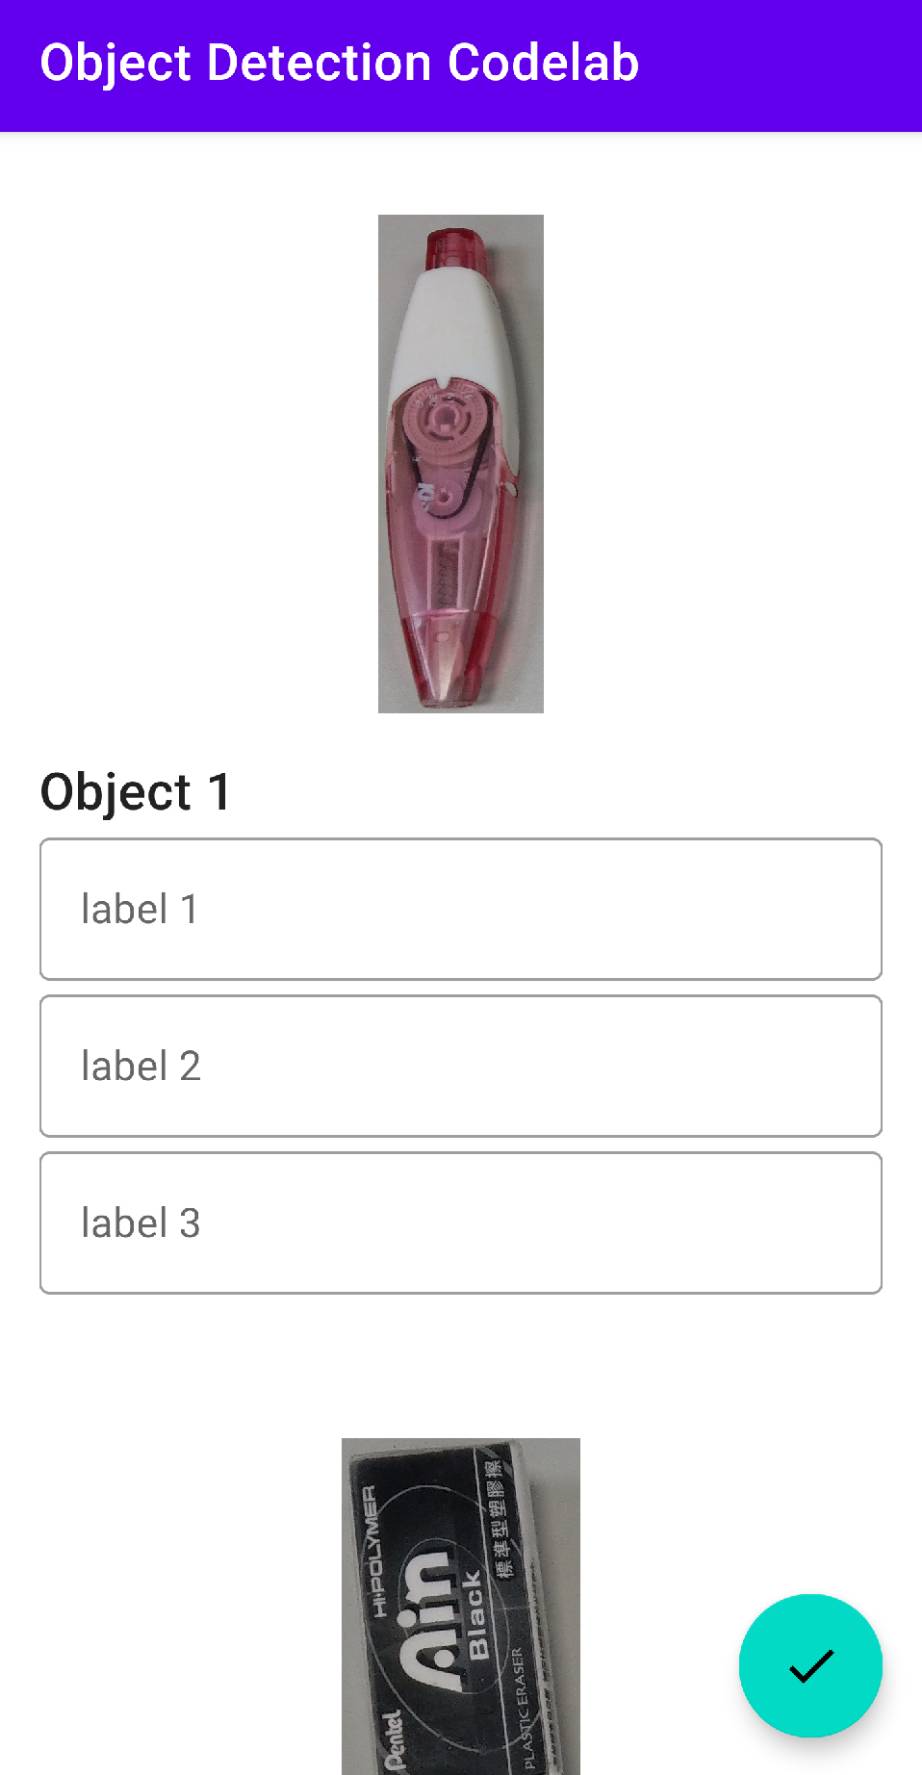 Object Detection Codelab
Object 1
label 1
label 2
label 3
HI-POLYMER
Ain
Black
標準型塑膠擦
Pentel
PLASTIC ERASER